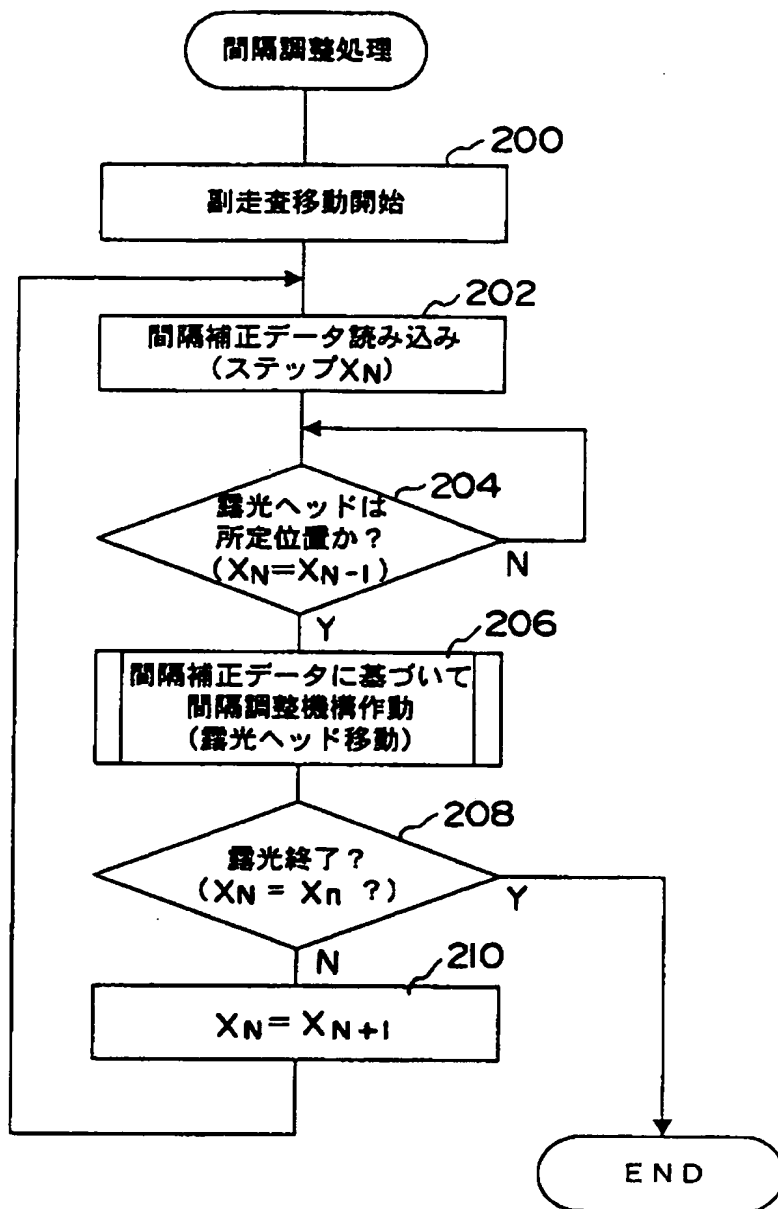 間隔調整処理
200
副走査移動開始
202
間隔補正データ読み込み
(ステップXN)
204
露光ヘッドは
所定位置か？
(XN=XN-1)
N
Y
206
間隔補正データに基づいて
間隔調整機構作動
(露光ヘッド移動)
208
露光終了？
(XN = Xn ?)
Y
N
210
XN=XN+1
END